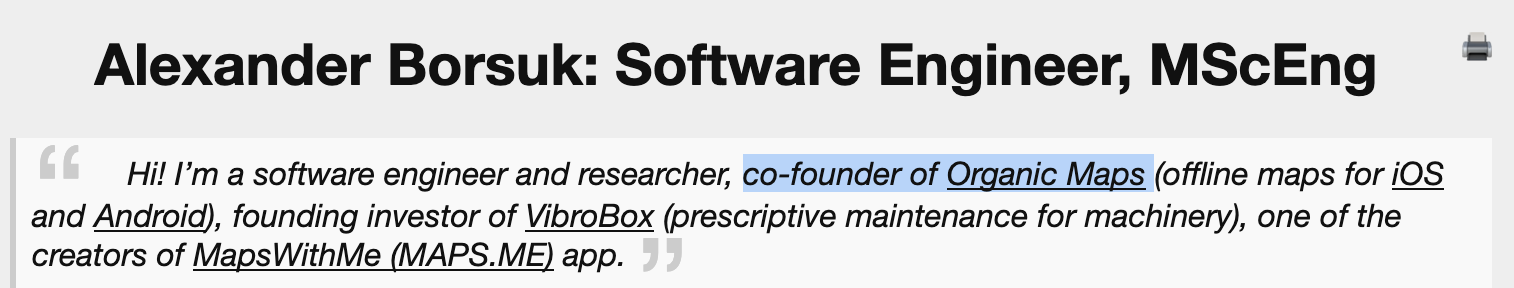 Alexander Borsuk: Software Engineer, MScEng
“ Hi! I’m a software engineer and researcher, co-founder of Organic Maps (offline maps for iOS
and Android), founding investor of VibroBox (prescriptive maintenance for machinery), one of the
creators of MapsWithMe (MAPS.ME) app. ”